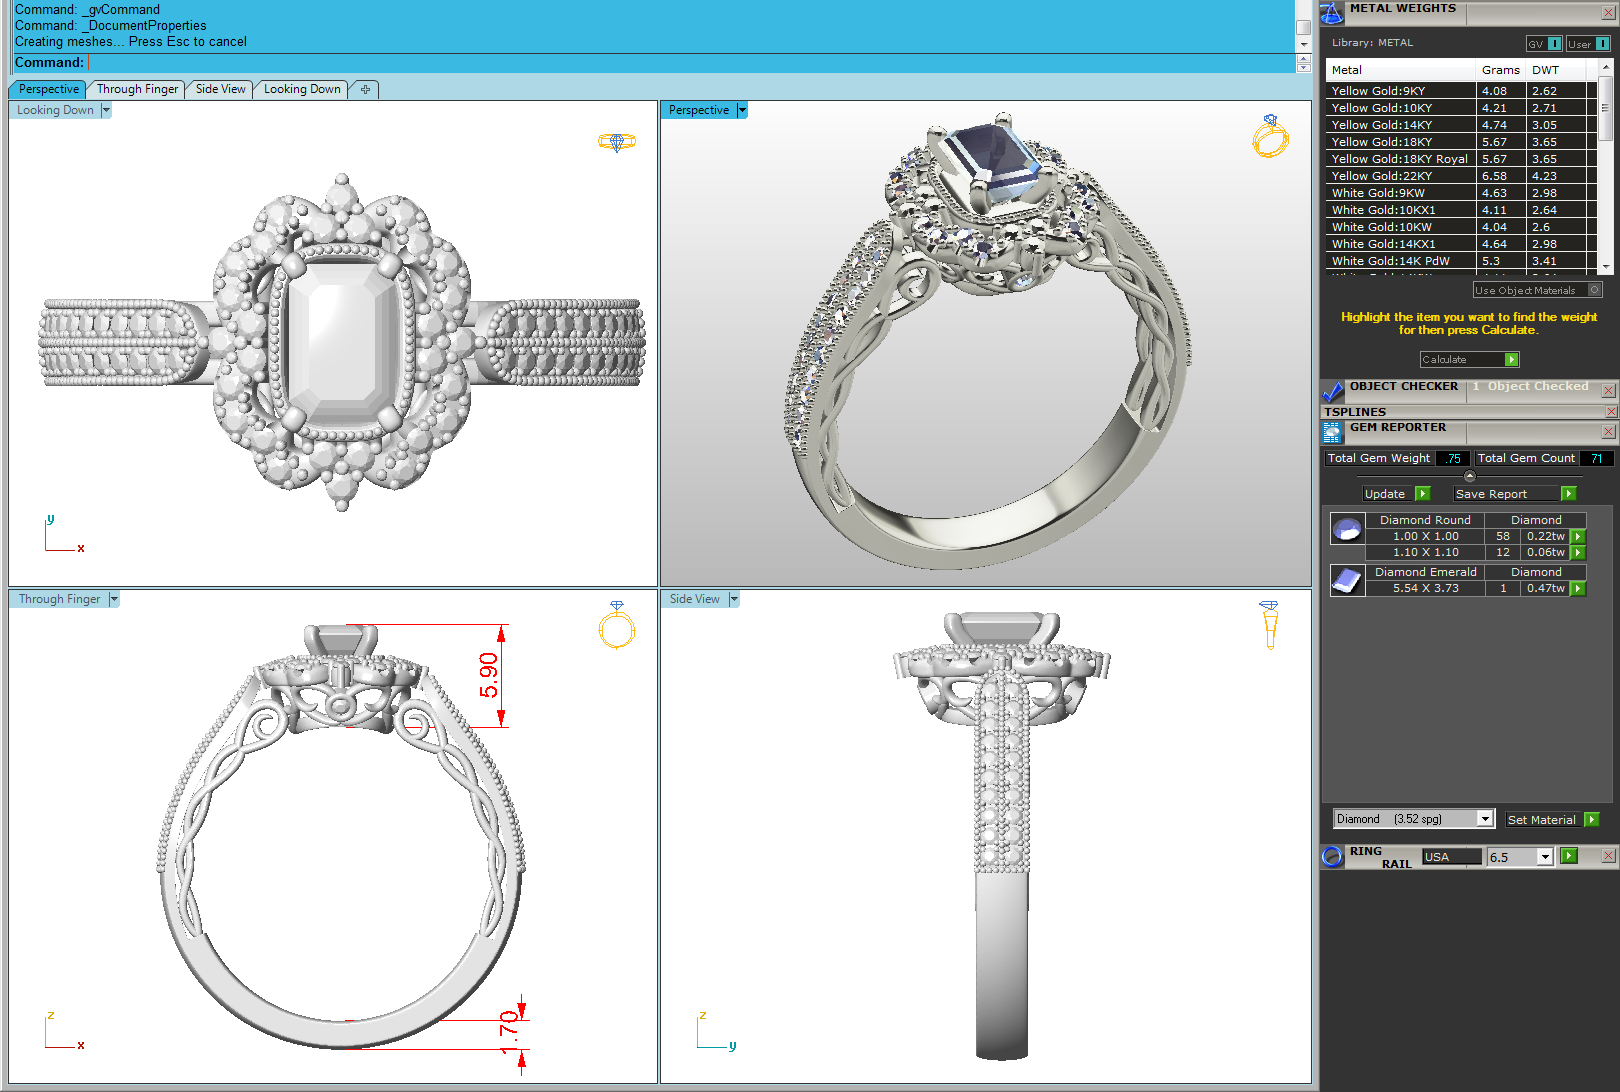 Command: _gvCommand
Command: _DocumentProperties
Creating meshes... Press Esc to cancel
Command:
Perspective
Through Finger
Side View
Looking Down
Looking Down
Perspective
y
x
Through Finger
5.90
1.70
z
x
Side View
z
y
METAL WEIGHTS
Library: METAL
GV
User
Metal Grams DWT
Yellow Gold:9KY 4.08 2.62
Yellow Gold:10KY 4.21 2.71
Yellow Gold:14KY 4.74 3.05
Yellow Gold:18KY 5.67 3.65
Yellow Gold:18KY Royal 5.67 3.65
Yellow Gold:22KY 6.58 4.23
White Gold:9KW 4.63 2.98
White Gold:10KX1 4.11 2.64
White Gold:10KW 4.04 2.6
White Gold:14KX1 4.64 2.98
White Gold:14K PdW 5.3 3.41
Use Object Materials
Highlight the item you want to find the weight
for then press Calculate.
Calculate
OBJECT CHECKER 1 Object Checked
TSPLINES
GEM REPORTER
Total Gem Weight .75 Total Gem Count 71
Update Save Report
Diamond Round Diamond
1.00 X 1.00 58 0.22tw
1.10 X 1.10 12 0.06tw
Diamond Emerald Diamond
5.54 X 3.73 1 0.47tw
Diamond (3.52 spg) Set Material
RING RAIL USA 6.5